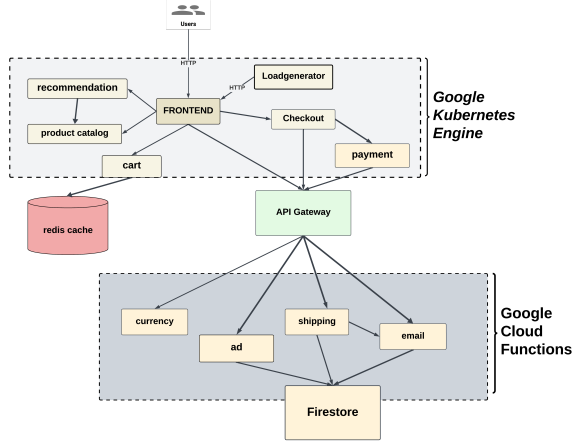 Users
HTTP
Loadgenerator
HTTP
recommendation
FRONTEND
Checkout
product catalog
payment
cart
Google
Kubernetes
Engine
redis cache
API Gateway
currency
shipping
ad
email
Google
Cloud
Functions
Firestore